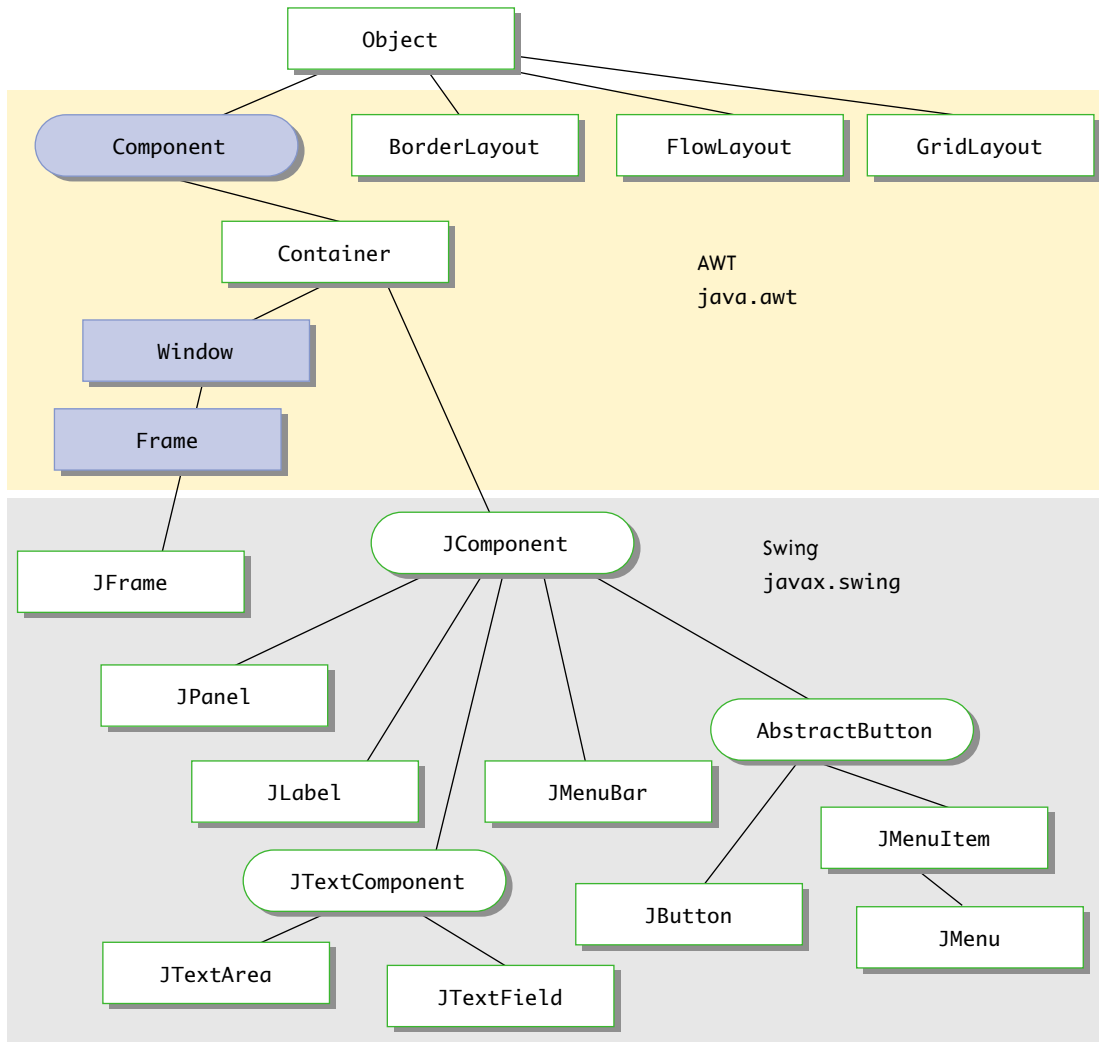 Object
Component
BorderLayout
FlowLayout
GridLayout
Container
AWT
java.awt
Window
Frame
JComponent
Swing
javax.swing
JFrame
JPanel
AbstractButton
JLabel
JMenuBar
JMenuItem
JTextComponent
JButton
JMenu
JTextArea
JTextField